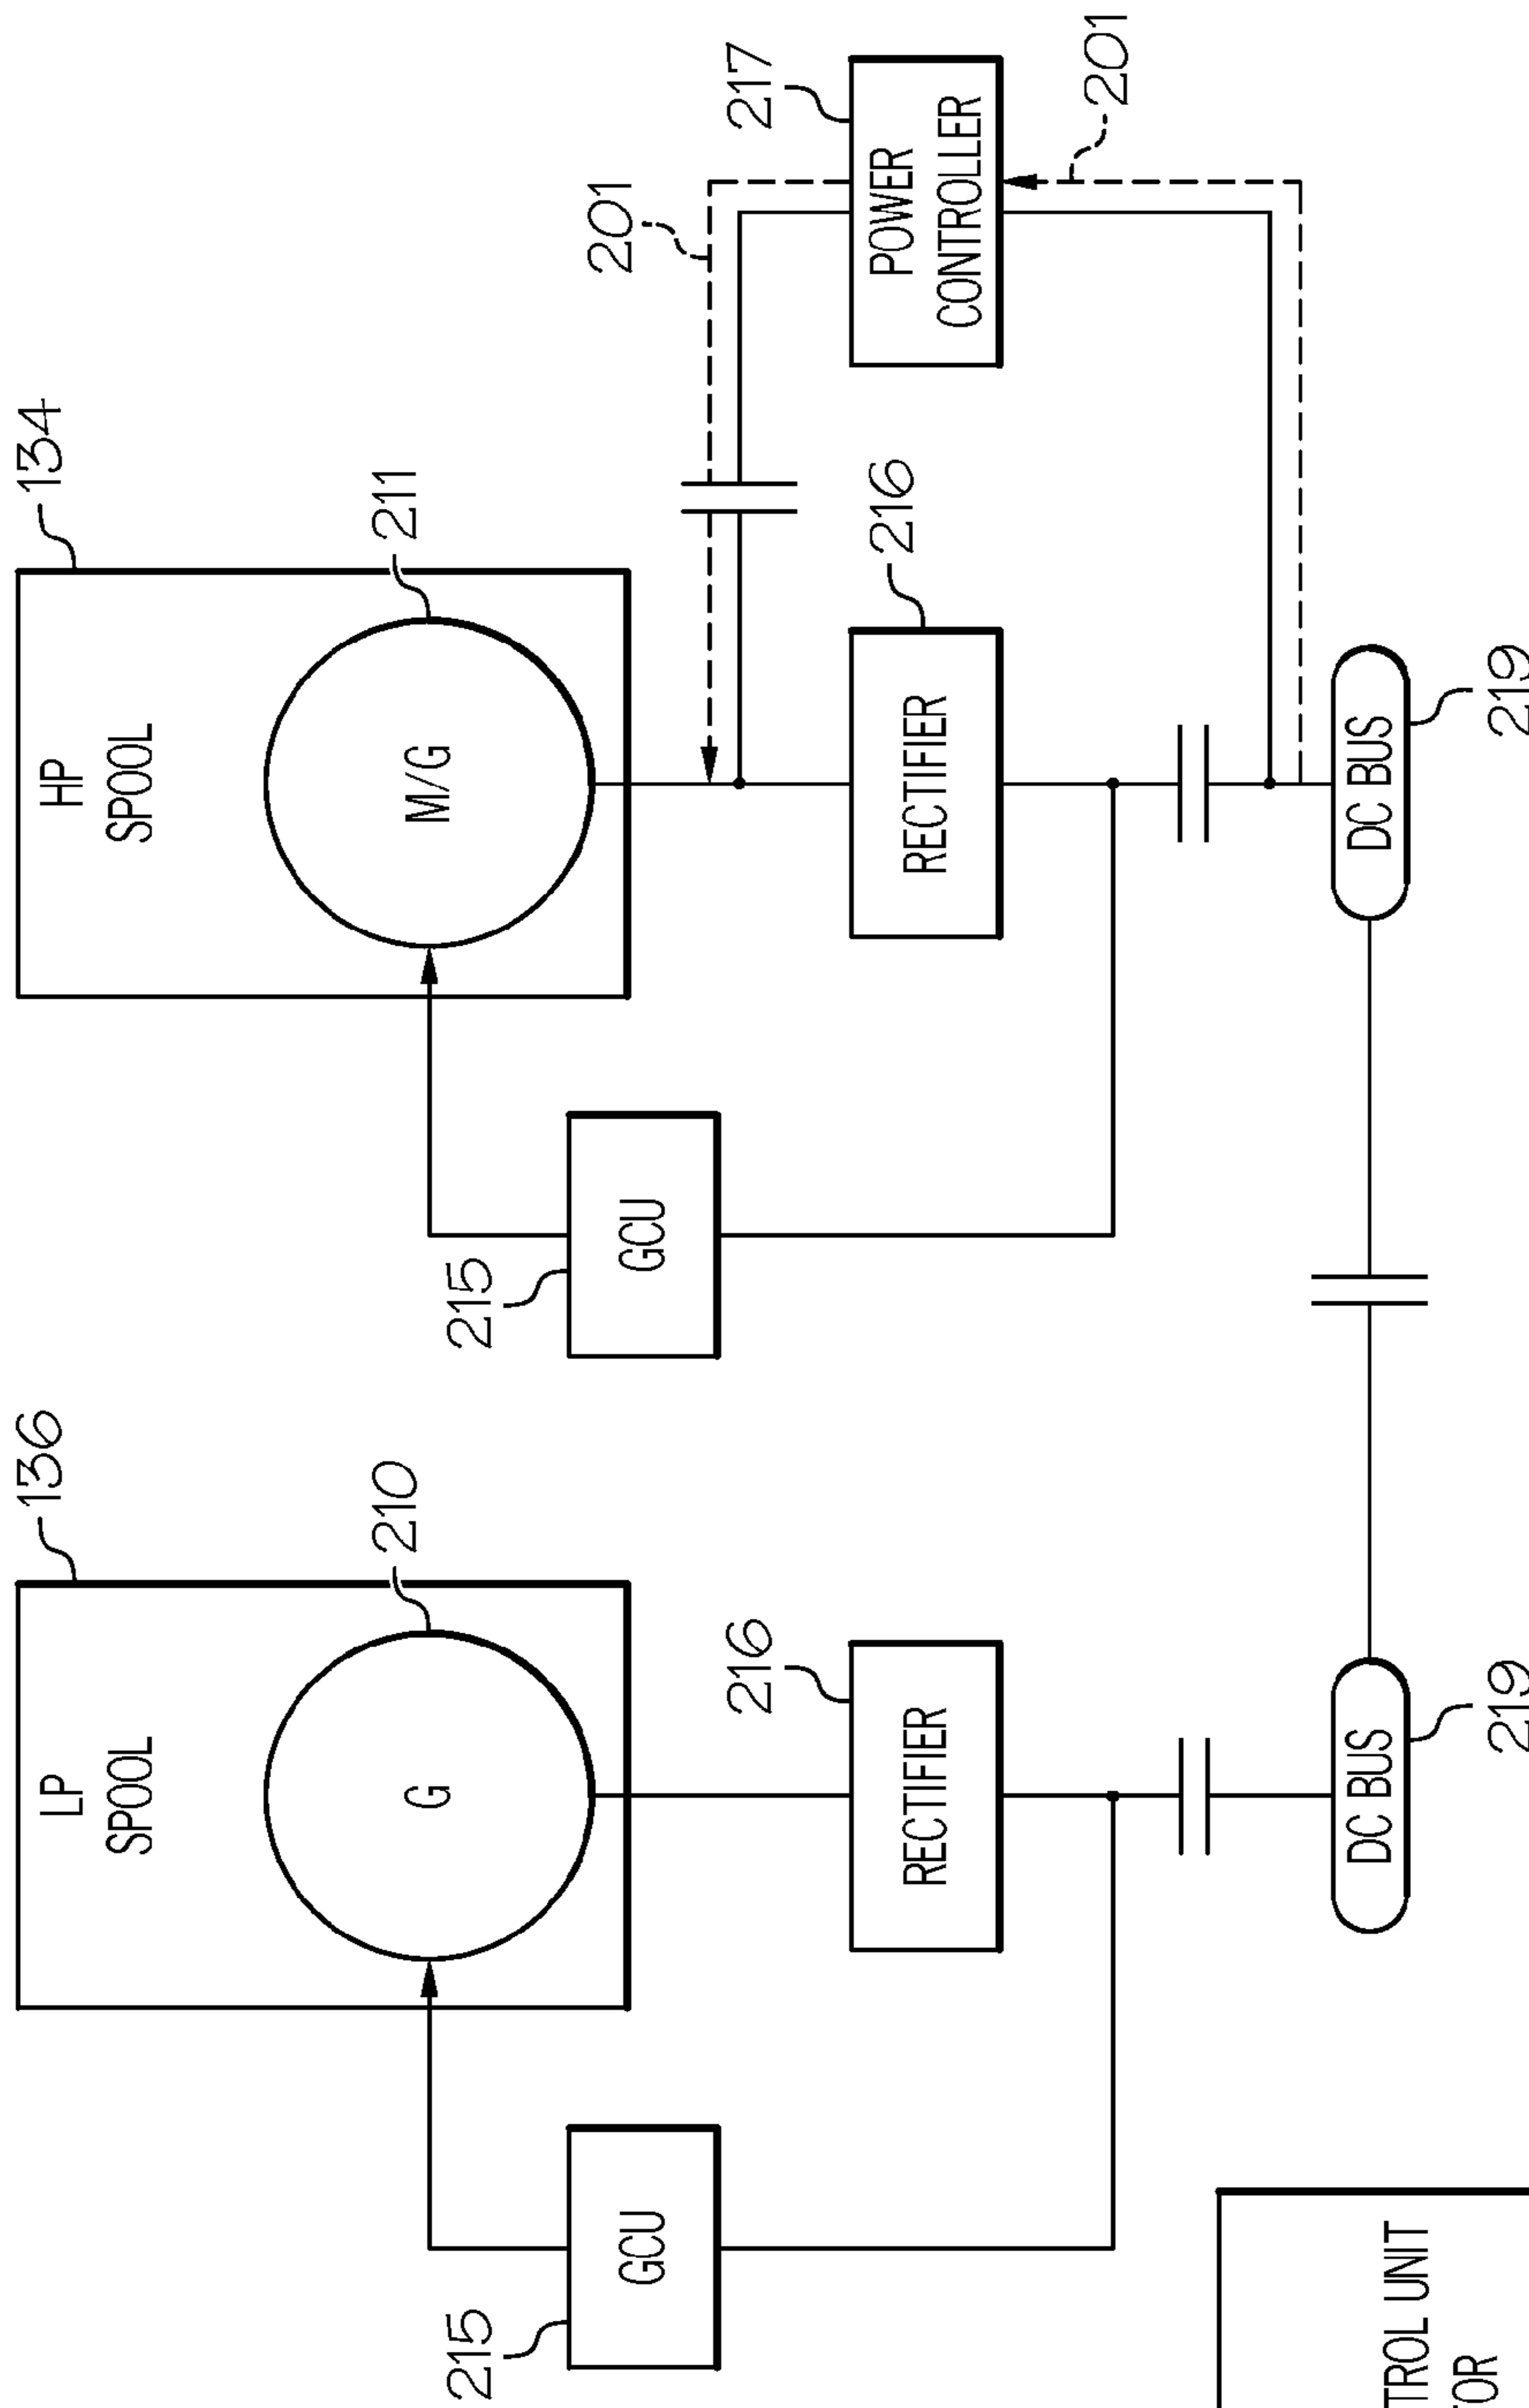 136
LP
SPOOL
210
G
215
GCU
216
RECTIFIER
DC BUS
219
134
HP
SPOOL
211
M/G
215
GCU
216
RECTIFIER
DC BUS
219
201
217
POWER
CONTROLLER
201